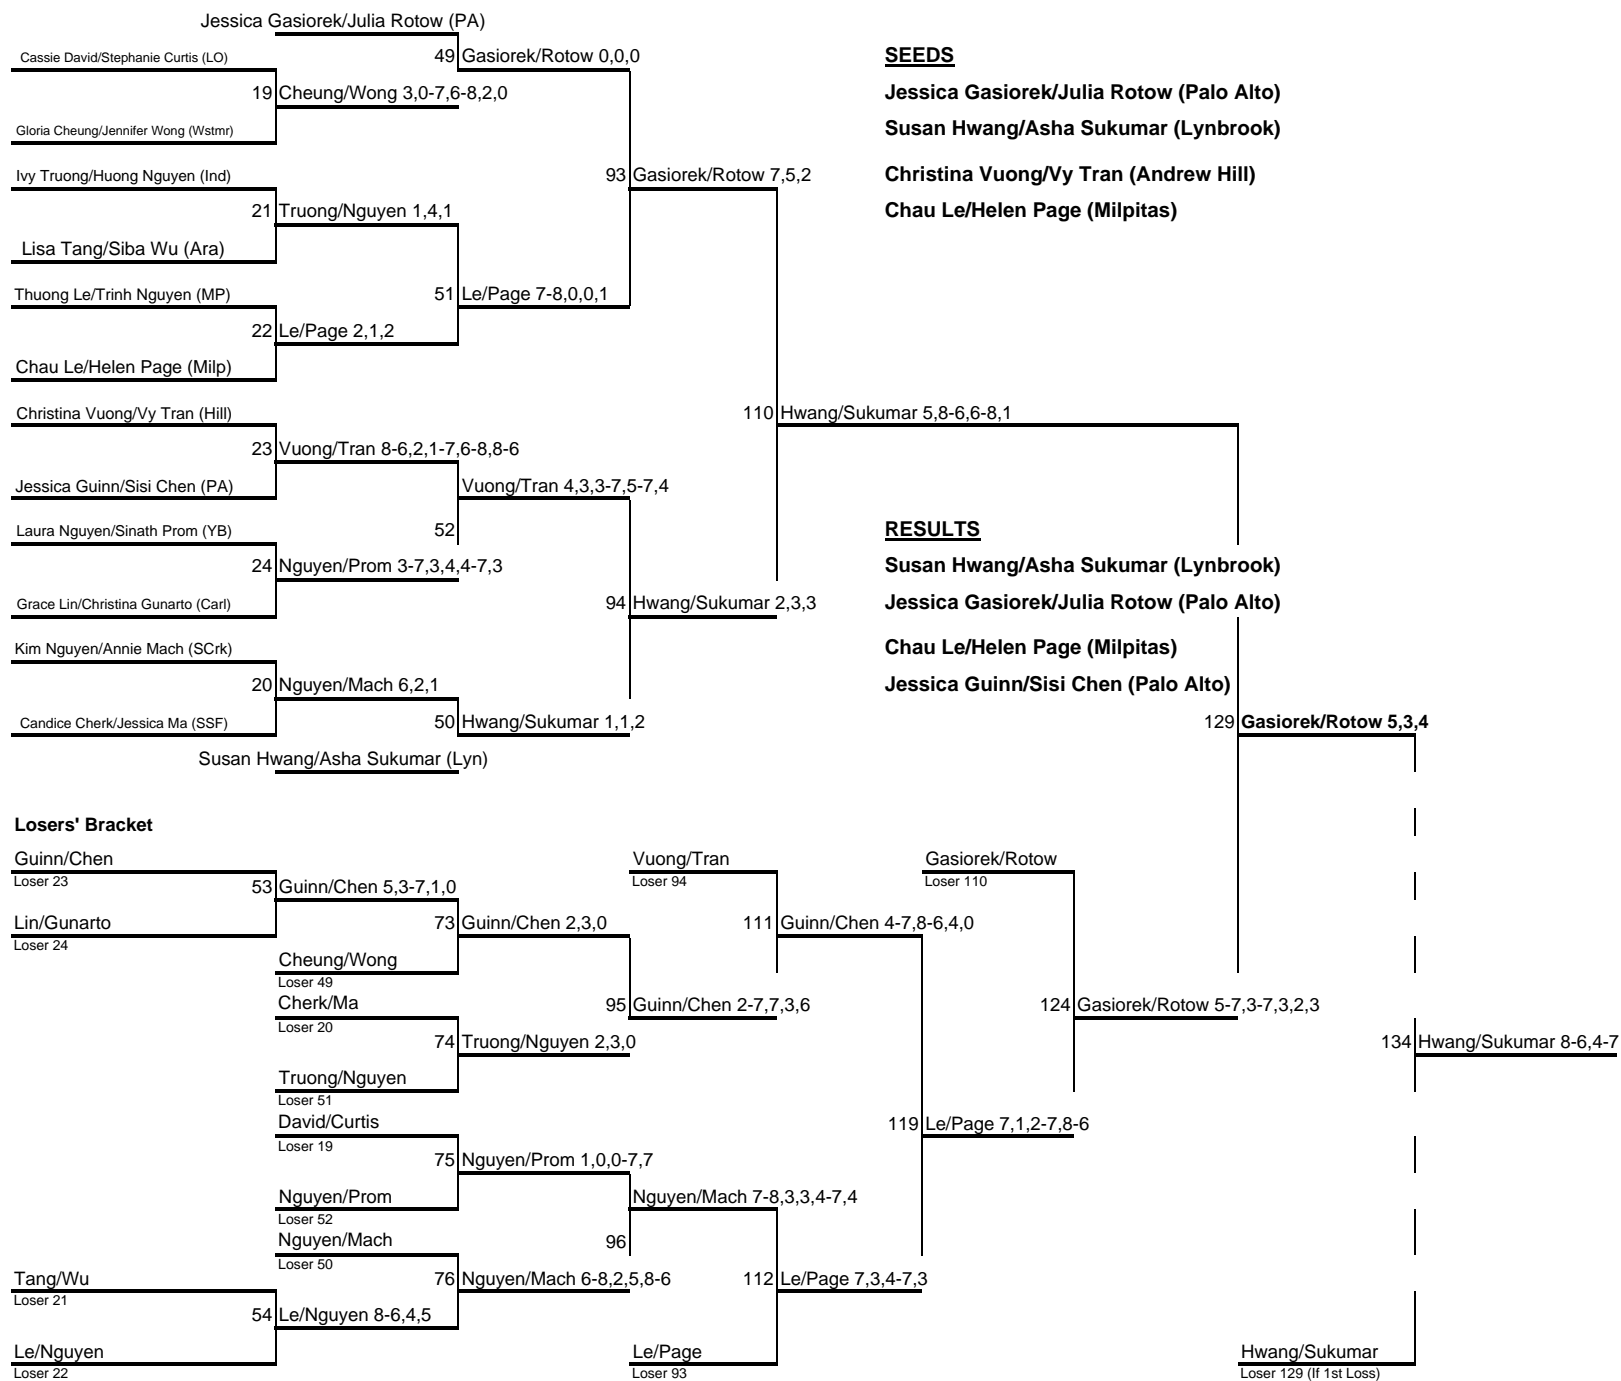 Jessica Gasiorek/Julia Rotow (PA)
Cassie David/Stephanie Curtis (LO)
49 Gasiorek/Rotow 0,0,0
SEEDS
19 Cheung/Wong 3,0-7,6-8,2,0
Jessica Gasiorek/Julia Rotow (Palo Alto)
Gloria Cheung/Jennifer Wong (Wstmr)
Susan Hwang/Asha Sukumar (Lynbrook)
Ivy Truong/Huong Nguyen (Ind)
93 Gasiorek/Rotow 7,5,2
Christina Vuong/Vy Tran (Andrew Hill)
21 Truong/Nguyen 1,4,1
Chau Le/Helen Page (Milpitas)
Lisa Tang/Siba Wu (Ara)
Thuong Le/Trinh Nguyen (MP)
51 Le/Page 7-8,0,0,1
22 Le/Page 2,1,2
Chau Le/Helen Page (Milp)
Christina Vuong/Vy Tran (Hill)
110 Hwang/Sukumar 5,8-6,6-8,1
23 Vuong/Tran 8-6,2,1-7,6-8,8-6
Jessica Guinn/Sisi Chen (PA)
Vuong/Tran 4,3,3-7,5-7,4
Laura Nguyen/Sinath Prom (YB)
52
RESULTS
24 Nguyen/Prom 3-7,3,4,4-7,3
Susan Hwang/Asha Sukumar (Lynbrook)
Grace Lin/Christina Gunarto (Carl)
94 Hwang/Sukumar 2,3,3
Jessica Gasiorek/Julia Rotow (Palo Alto)
Kim Nguyen/Annie Mach (SCrk)
Chau Le/Helen Page (Milpitas)
20 Nguyen/Mach 6,2,1
Jessica Guinn/Sisi Chen (Palo Alto)
Candice Cherk/Jessica Ma (SSF)
50 Hwang/Sukumar 1,1,2
129 Gasiorek/Rotow 5,3,4
Susan Hwang/Asha Sukumar (Lyn)
Losers' Bracket
Guinn/Chen
Vuong/Tran
Gasiorek/Rotow
Loser 23
53 Guinn/Chen 5,3-7,1,0
Loser 94
Loser 110
Lin/Gunarto
73 Guinn/Chen 2,3,0
111 Guinn/Chen 4-7,8-6,4,0
Loser 24
Cheung/Wong
Loser 49
Cherk/Ma
95 Guinn/Chen 2-7,7,3,6
124 Gasiorek/Rotow 5-7,3-7,3,2,3
Loser 20
74 Truong/Nguyen 2,3,0
134 Hwang/Sukumar 8-6,4-7
Truong/Nguyen
Loser 51
David/Curtis
119 Le/Page 7,1,2-7,8-6
Loser 19
75 Nguyen/Prom 1,0,0-7,7
Nguyen/Prom
Nguyen/Mach 7-8,3,3,4-7,4
Loser 52
Nguyen/Mach
96
Loser 50
Tang/Wu
76 Nguyen/Mach 6-8,2,5,8-6
112 Le/Page 7,3,4-7,3
Loser 21
54 Le/Nguyen 8-6,4,5
Le/Nguyen
Le/Page
Hwang/Sukumar
Loser 22
Loser 93
Loser 129 (If 1st Loss)